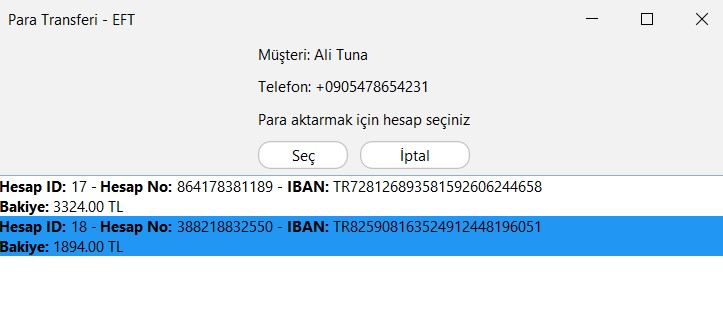 Para Transferi - EFT
Müşteri: Ali Tuna
Telefon: +0905478654231
Para aktarmak için hesap seçiniz
Seç İptal
Hesap ID: 17 - Hesap No: 864178381189 - IBAN: TR728126893581592606244658
Bakiye: 3324.00 TL
Hesap ID: 18 - Hesap No: 388218832550 - IBAN: TR825908163524912448196051
Bakiye: 1894.00 TL